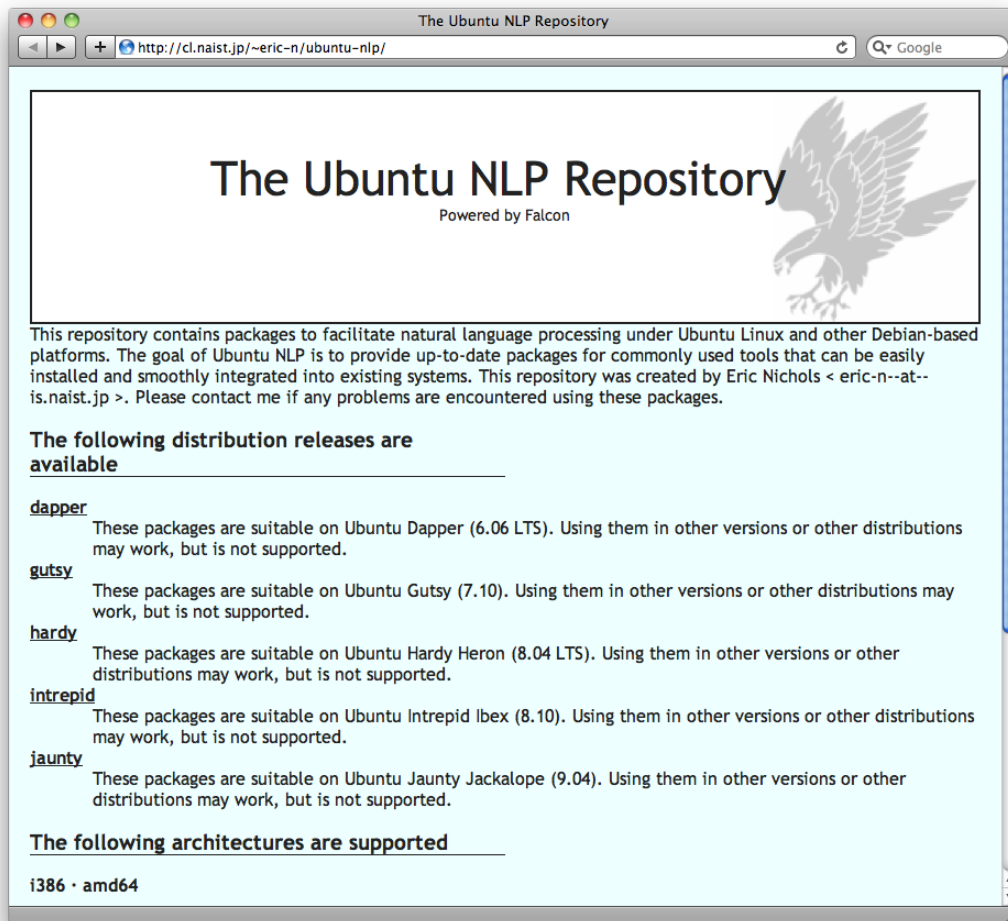 The Ubuntu NLP Repository
http://cl.naist.jp/~eric-n/ubuntu-nlp/
Google
The Ubuntu NLP Repository
Powered by Falcon
This repository contains packages to facilitate natural language processing under Ubuntu Linux and other Debian-based
platforms. The goal of Ubuntu NLP is to provide up-to-date packages for commonly used tools that can be easily
installed and smoothly integrated into existing systems. This repository was created by Eric Nichols < eric-n--at--
is.naist.jp >. Please contact me if any problems are encountered using these packages.
The following distribution releases are
available
dapper
These packages are suitable on Ubuntu Dapper (6.06 LTS). Using them in other versions or other distributions
may work, but is not supported.
gutsy
These packages are suitable on Ubuntu Gutsy (7.10). Using them in other versions or other distributions may
work, but is not supported.
hardy
These packages are suitable on Ubuntu Hardy Heron (8.04 LTS). Using them in other versions or other
distributions may work, but is not supported.
intrepid
These packages are suitable on Ubuntu Intrepid Ibex (8.10). Using them in other versions or other distributions
may work, but is not supported.
jaunty
These packages are suitable on Ubuntu Jaunty Jackalope (9.04). Using them in other versions or other
distributions may work, but is not supported.
The following architectures are supported
i386 · amd64